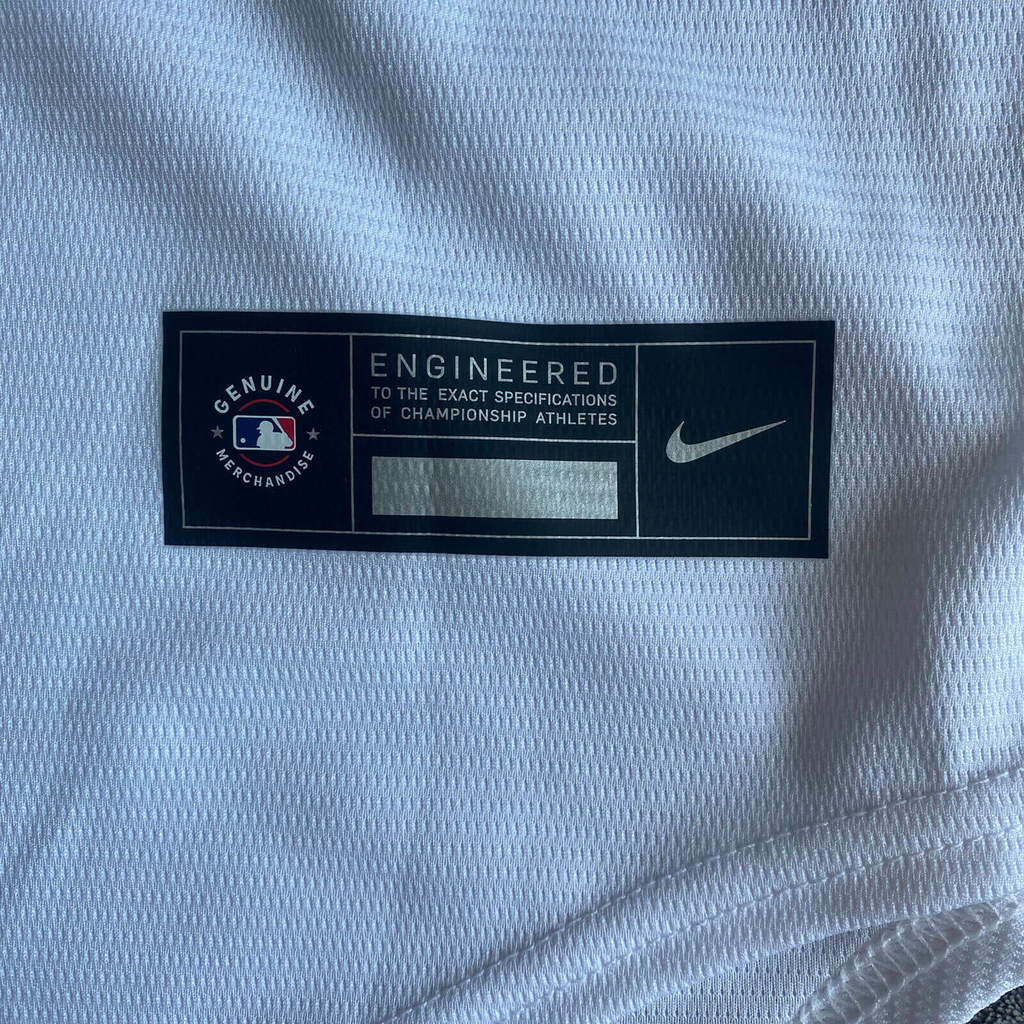 GENUINE
MERCHANDISE
ENGINEERED
TO THE EXACT SPECIFICATIONS
OF CHAMPIONSHIP ATHLETES